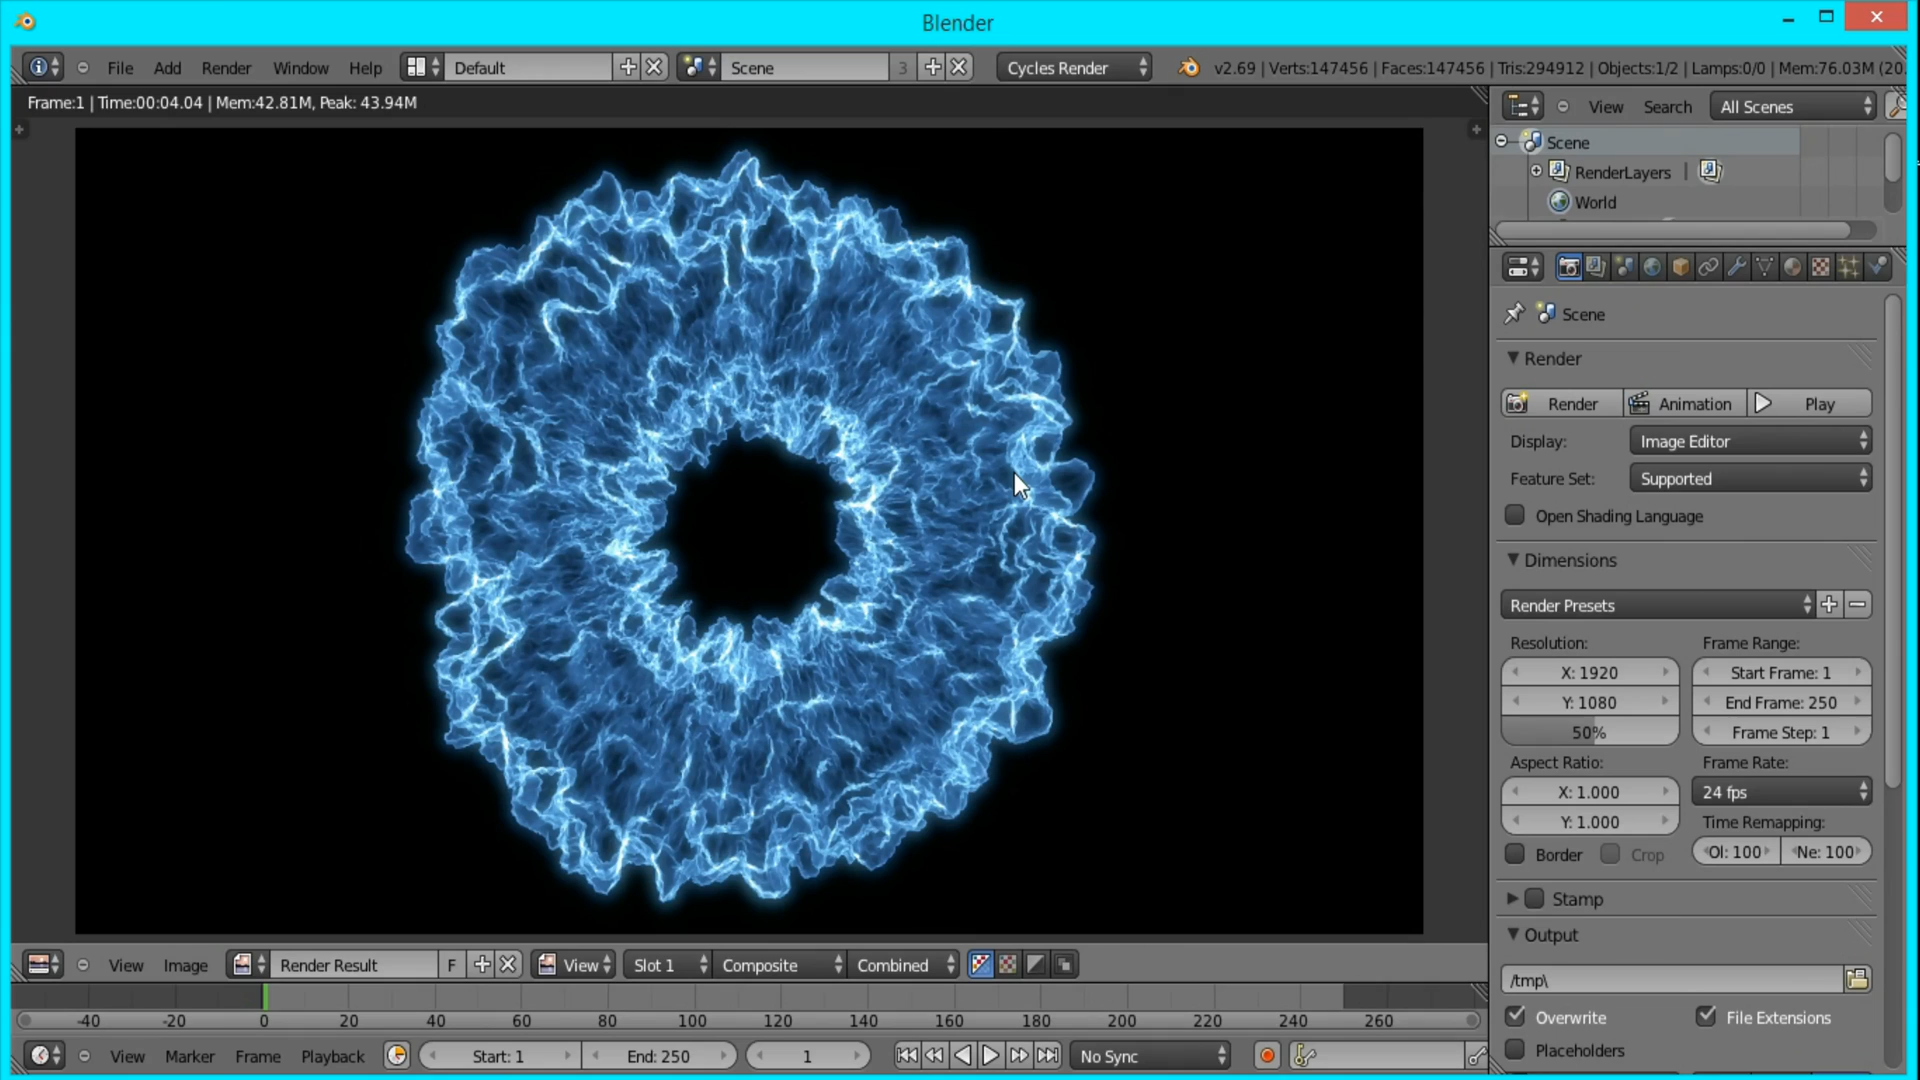 Blender
File Add Render Window Help Default Scene 3 Cycles Render v2.69 | Verts:147456 | Faces:147456 | Tris:294912 | Objects:1/2 | Lamps:0/0 | Mem:76.03M (20.
Frame:1 | Time:00:04.04 | Mem:42.81M, Peak: 43.94M
View Search All Scenes
Scene
RenderLayers |
World
Scene
Render
Render Animation Play
Display: Image Editor
Feature Set: Supported
Open Shading Language
Dimensions
Render Presets
Resolution: Frame Range:
X: 1920 Start Frame: 1
Y: 1080 End Frame: 250
50% Frame Step: 1
Aspect Ratio: Frame Rate:
X: 1.000 24 fps
Y: 1.000 Time Remapping:
Border Crop Ol: 100 Ne: 100
Stamp
Output
/tmp\
Overwrite File Extensions
Placeholders
View Image Render Result F View Slot 1 Composite Combined
-40 -20 0 20 40 60 80 100 120 140 160 180 200 220 240 260
View Marker Frame Playback Start: 1 End: 250 1 No Sync